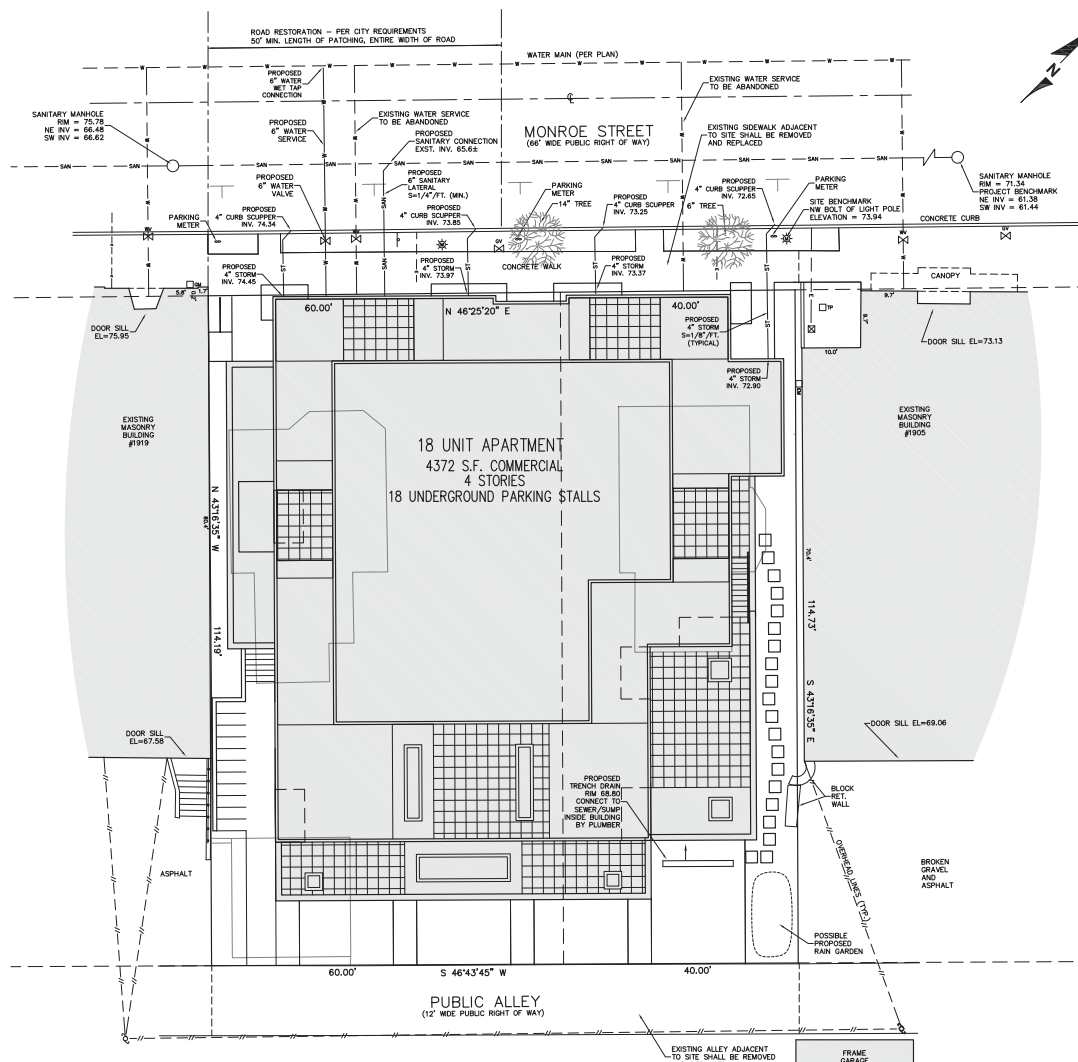 ROAD RESTORATION - PER CITY REQUIREMENTS
50' MIN. LENGTH OF PATCHING, ENTIRE WIDTH OF ROAD
WATER MAIN (PER PLAN)
PROPOSED
6" WATER
WET TAP
CONNECTION
EXISTING WATER SERVICE
TO BE ABANDONED
N
SANITARY MANHOLE
RIM = 75.78
NE INV = 66.48
SW INV = 66.62
PROPOSED
6" WATER
SERVICE
EXISTING WATER SERVICE
TO BE ABANDONED
PROPOSED
SANITARY CONNECTION
EXST. INV. 65.6±
MONROE STREET
(66' WIDE PUBLIC RIGHT OF WAY)
EXISTING SIDEWALK ADJACENT
TO SITE SHALL BE REMOVED
AND REPLACED
SANITARY MANHOLE
RIM = 71.34
PROJECT BENCHMARK
NE INV = 61.38
SW INV = 61.44
PROPOSED
6" WATER
VALVE
PROPOSED
6" SANITARY
LATERAL
S=1/4"/FT. (MIN.)
PARKING
METER
14" TREE
PROPOSED
4" CURB SCUPPER
INV. 73.25
6" TREE
PROPOSED
4" CURB SCUPPER
INV. 72.65
PARKING
METER
SITE BENCHMARK
NW BOLT OF LIGHT POLE
ELEVATION = 73.94
CONCRETE CURB
PARKING
METER
PROPOSED
4" CURB SCUPPER
INV. 74.34
PROPOSED
4" CURB SCUPPER
INV. 73.85
PROPOSED
4" STORM
INV. 74.45
PROPOSED
4" STORM
INV. 73.97
CONCRETE WALK
PROPOSED
4" STORM
INV. 73.37
CANOPY
5.8'
1.7'
9.7'
9.7'
10.0'
GM
TP
DOOR SILL
EL=75.95
60.00'
N 46°25'20" E
40.00'
PROPOSED
4" STORM
S=1/8"/FT.
(TYPICAL)
DOOR SILL EL=73.13
PROPOSED
4" STORM
INV. 72.90
EXISTING
MASONRY
BUILDING
#1919
EXISTING
MASONRY
BUILDING
#1905
18 UNIT APARTMENT
4372 S.F. COMMERCIAL
4 STORIES
18 UNDERGROUND PARKING STALLS
N 43°16'35" W
80.4'
114.19'
70.4'
114.73'
S 43°16'35" E
DOOR SILL
EL=67.58
DOOR SILL EL=69.06
PROPOSED
TRENCH DRAIN
RIM 68.80
CONNECT TO
SEWER/SUMP
INSIDE BUILDING
BY PLUMBER
BLOCK
RET.
WALL
OVERHEAD LINES (TYP.)
ASPHALT
BROKEN
GRAVEL
AND
ASPHALT
POSSIBLE
PROPOSED
RAIN GARDEN
60.00'
S 46°43'45" W
40.00'
PUBLIC ALLEY
(12' WIDE PUBLIC RIGHT OF WAY)
EXISTING ALLEY ADJACENT
TO SITE SHALL BE REMOVED
FRAME
GARAGE